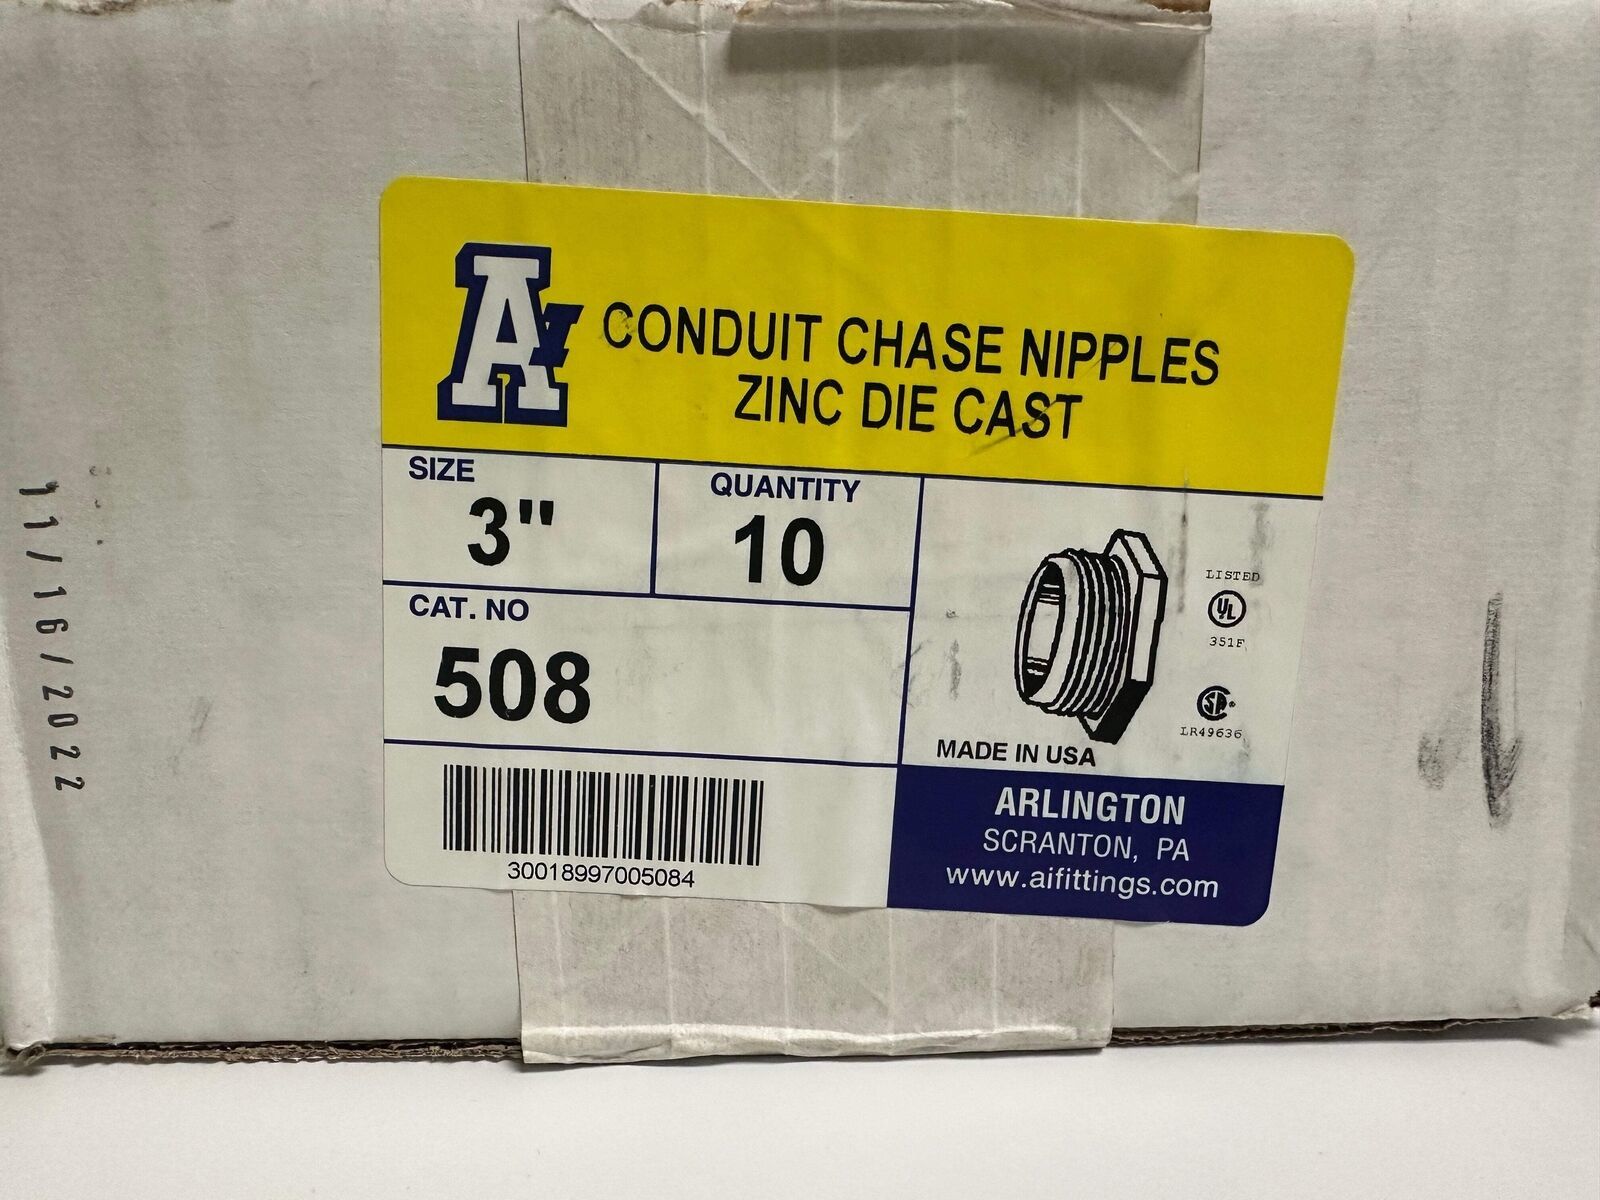 CONDUIT CHASE NIPPLES
ZINC DIE CAST
SIZE
3"
QUANTITY
10
CAT. NO
508
LISTED
UL
351F
SA
LR49636
MADE IN USA
30018997005084
ARLINGTON
SCRANTON, PA
www.aifittings.com
11/16/2022